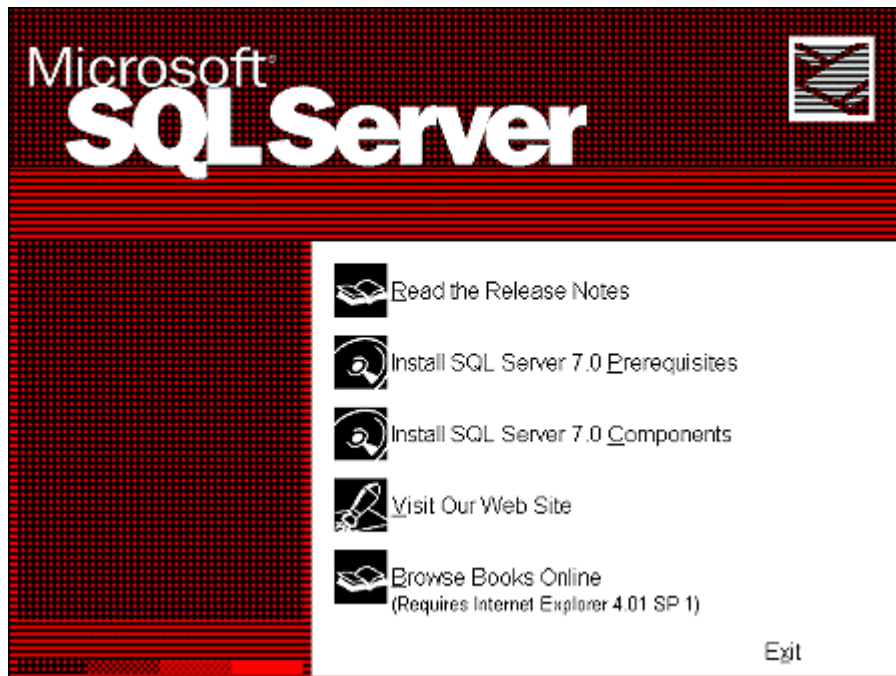 Microsoft®
SQL Server
Read the Release Notes
Install SQL Server 7.0 Prerequisites
Install SQL Server 7.0 Components
Visit Our Web Site
Browse Books Online
(Requires Internet Explorer 4.01 SP 1)
Exit